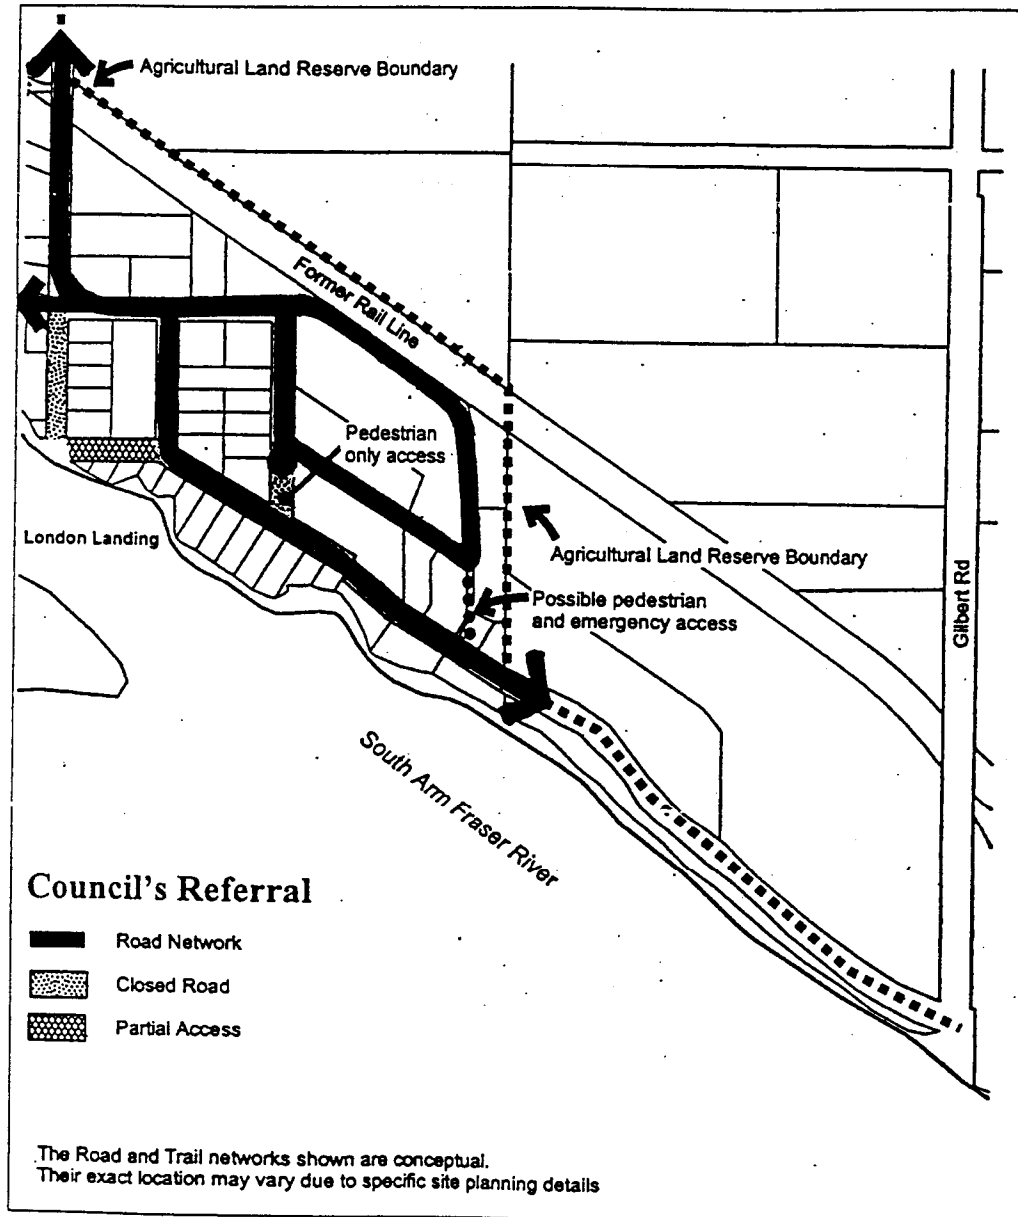 Agricultural Land Reserve Boundary
Former Rail Line
Pedestrian
only access
London Landing
Agricultural Land Reserve Boundary
Possible pedestrian
and emergency access
Gilbert Rd
South Arm Fraser River
Council's Referral
Road Network
Closed Road
Partial Access
The Road and Trail networks shown are conceptual.
Their exact location may vary due to specific site planning details